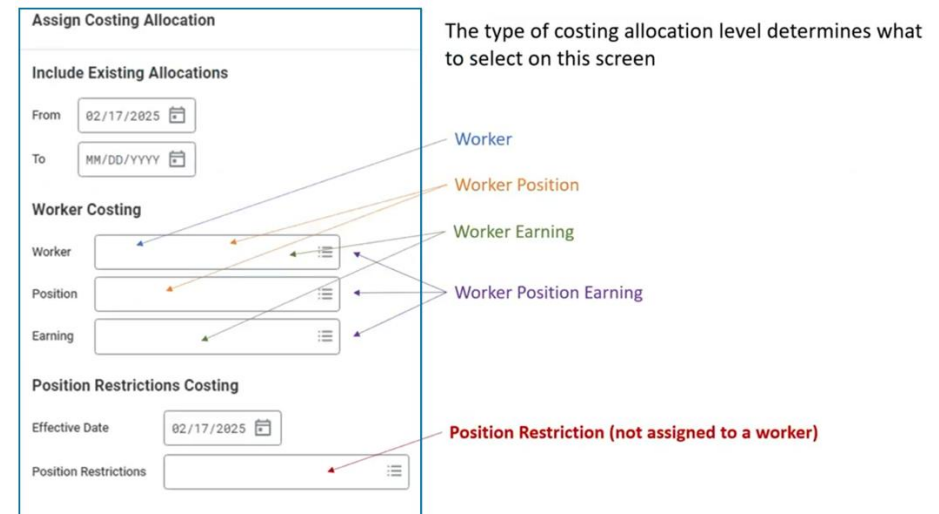 Assign Costing Allocation
The type of costing allocation level determines what
to select on this screen
Include Existing Allocations
From 02/17/2025
To MM/DD/YYYY
Worker
Worker Position
Worker Costing
Worker Earning
Worker
Position
Worker Position Earning
Earning
Position Restrictions Costing
Effective Date 02/17/2025
Position Restriction (not assigned to a worker)
Position Restrictions